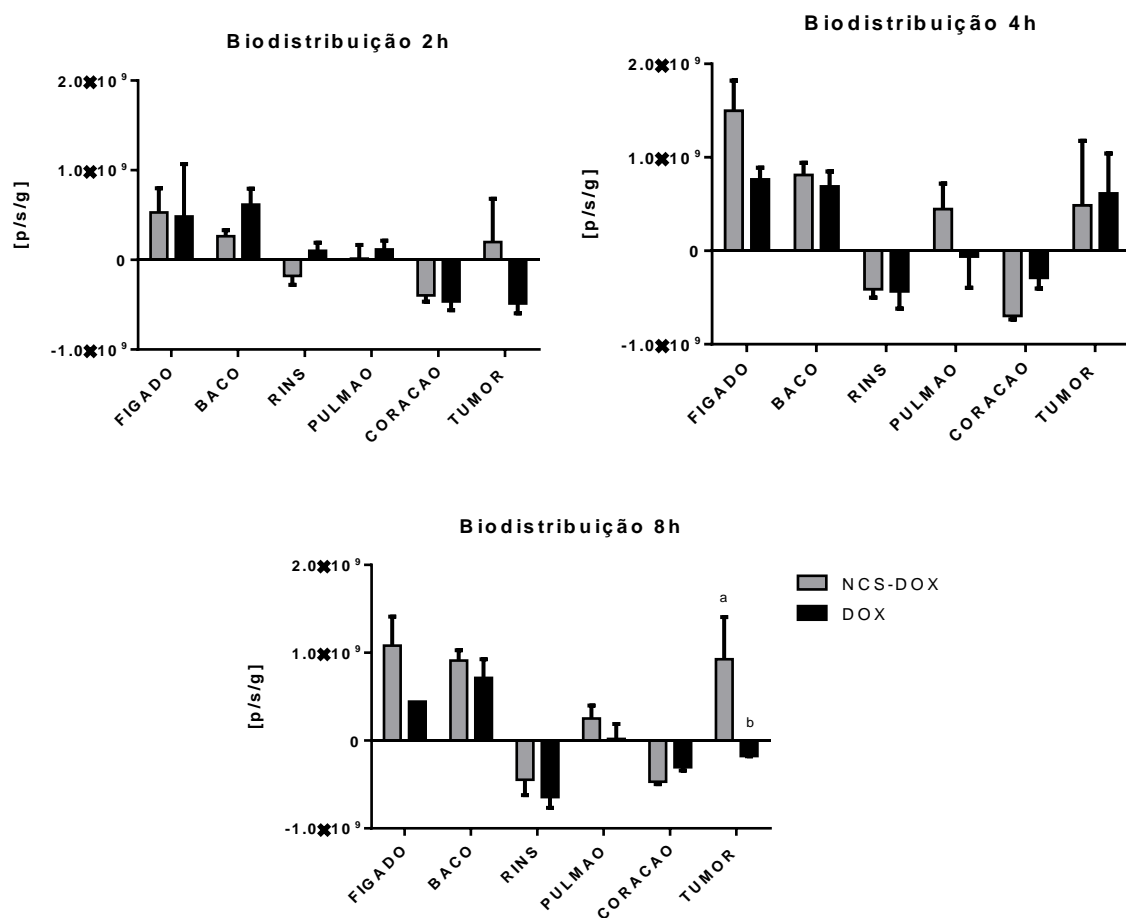 Biodistribuição 2h
2.0✖10⁹
1.0✖10⁹
0
-1.0✖10⁹
[p/s/g]
FIGADO
BACO
RINS
PULMAO
CORACAO
TUMOR
Biodistribuição 4h
2.0✖10⁹
1.0✖10⁹
0
-1.0✖10⁹
[p/s/g]
FIGADO
BACO
RINS
PULMAO
CORACAO
TUMOR
Biodistribuição 8h
2.0✖10⁹
1.0✖10⁹
0
-1.0✖10⁹
[p/s/g]
FIGADO
BACO
RINS
PULMAO
CORACAO
TUMOR
a
b
NCS-DOX
DOX